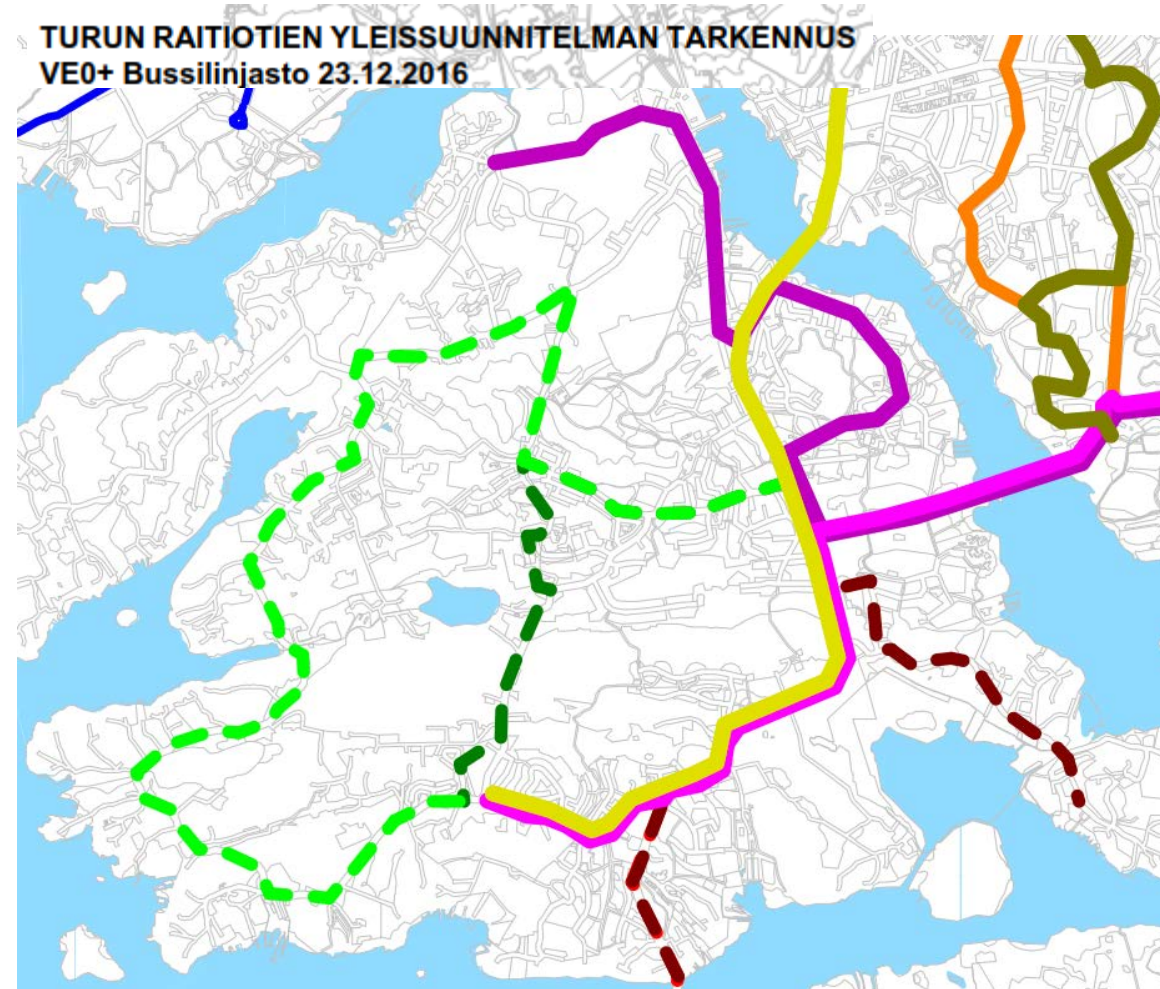 TURUN RAITIOTIEN YLEISSUUNNITELMAN TARKENNUS
VE0+ Bussilinjasto 23.12.2016